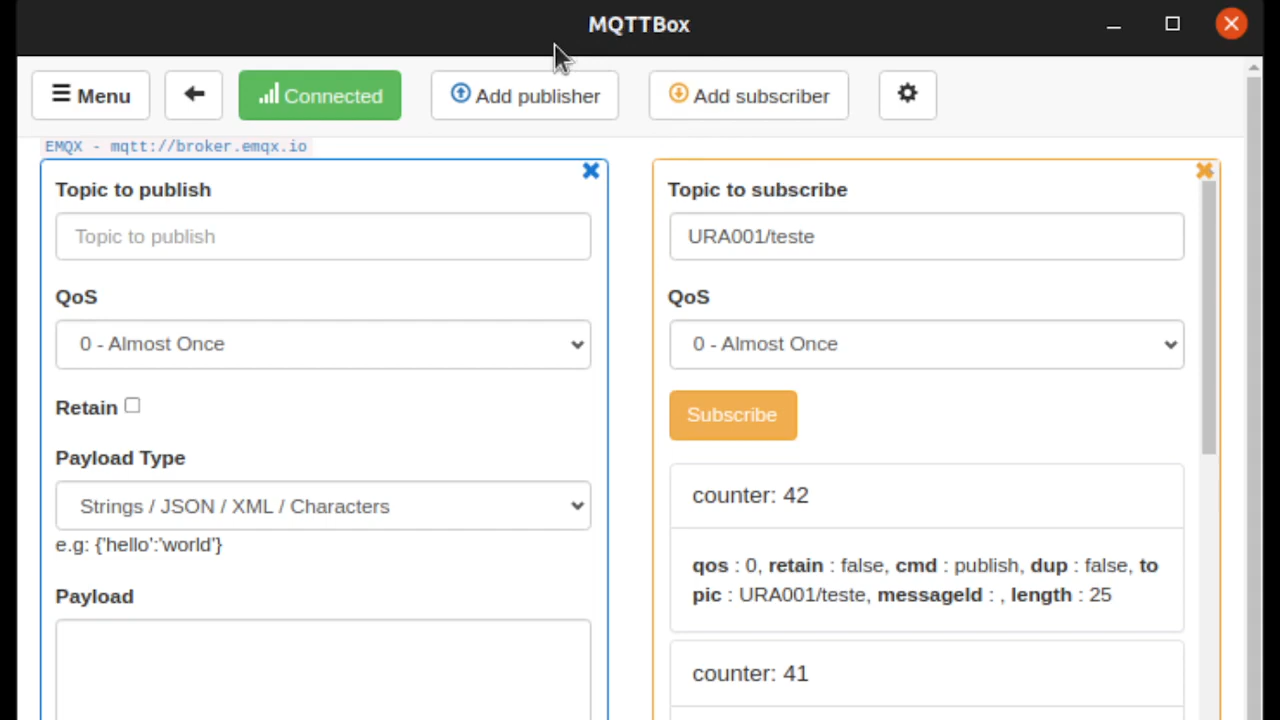 MQTTBox
Menu
Connected
Add publisher
Add subscriber
EMQX - mqtt://broker.emqx.io
Topic to publish
Topic to publish
QoS
0 - Almost Once
Retain
Payload Type
Strings / JSON / XML / Characters
e.g: {'hello':'world'}
Payload
Topic to subscribe
URA001/teste
QoS
0 - Almost Once
Subscribe
counter: 42
qos : 0, retain : false, cmd : publish, dup : false, to
pic : URA001/teste, messageId : , length : 25
counter: 41